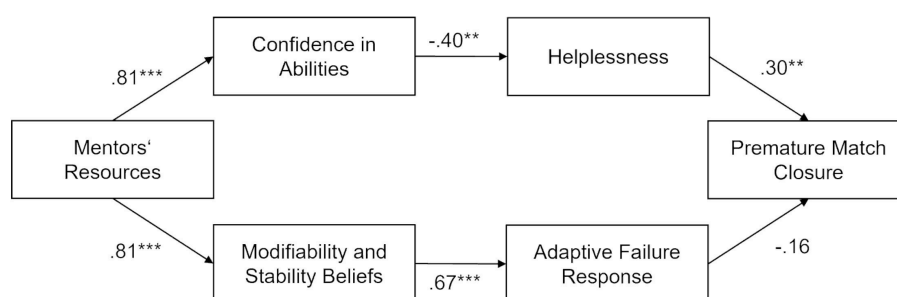 Confidence in
Abilities
-.40**
Helplessness
.81***
.30**
Mentors‘
Resources
Premature Match
Closure
.81***
Modifiability and
Stability Beliefs
.67***
Adaptive Failure
Response
-.16